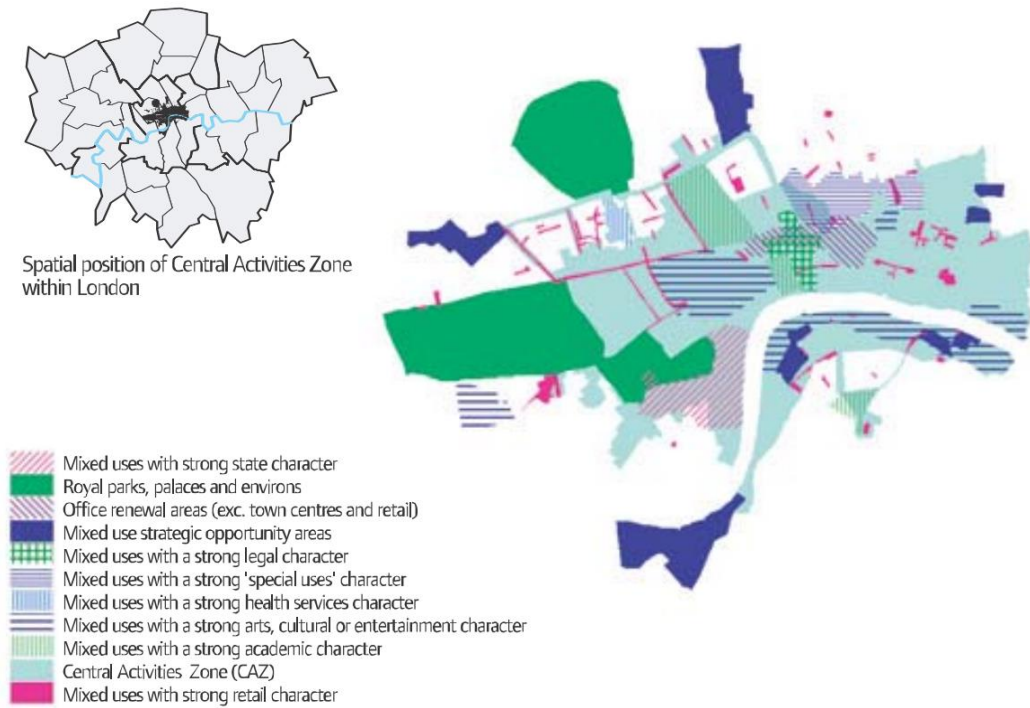 Spatial position of Central Activities Zone
within London
Mixed uses with strong state character
Royal parks, palaces and environs
Office renewal areas (exc. town centres and retail)
Mixed use strategic opportunity areas
Mixed uses with a strong legal character
Mixed uses with a strong 'special uses' character
Mixed uses with a strong health services character
Mixed uses with a strong arts, cultural or entertainment character
Mixed uses with a strong academic character
Central Activities Zone (CAZ)
Mixed uses with strong retail character